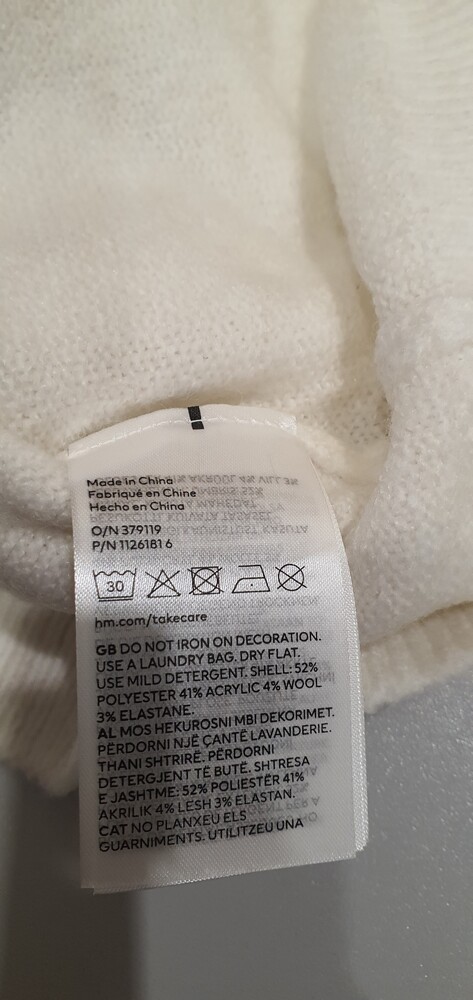 Made in China
Fabriqué en Chine
Hecho en China
O/N 379119
P/N 1126181 6
30
hm.com/takecare
GB DO NOT IRON ON DECORATION.
USE A LAUNDRY BAG. DRY FLAT.
USE MILD DETERGENT. SHELL: 52%
POLYESTER 41% ACRYLIC 4% WOOL
3% ELASTANE.
AL MOS HEKUROSNI MBI DEKORIMET.
PËRDORNI NJË ÇANTË LAVANDERIE.
THANI SHTRIRË. PËRDORNI
DETERGJENT TË BUTË. SHTRESA
E JASHTME: 52% POLIESTËR 41%
AKRILIK 4% LESH 3% ELASTAN.
CAT NO PLANXEU ELS
GUARNIMENTS. UTILITZEU UNA